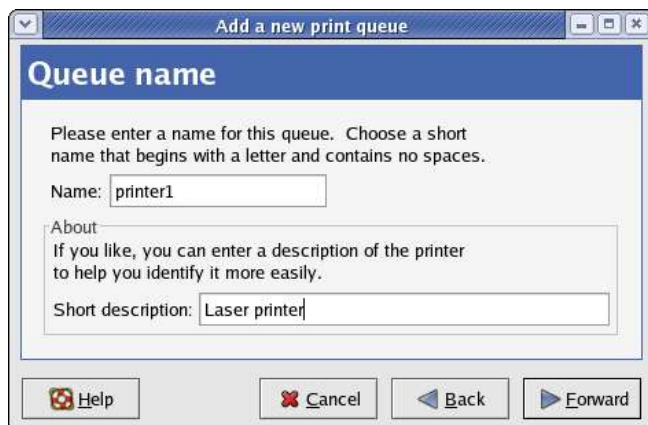 Add a new print queue
Queue name
Please enter a name for this queue. Choose a short
name that begins with a letter and contains no spaces.
Name: printer1
About
If you like, you can enter a description of the printer
to help you identify it more easily.
Short description: Laser printer
Help Cancel Back Forward